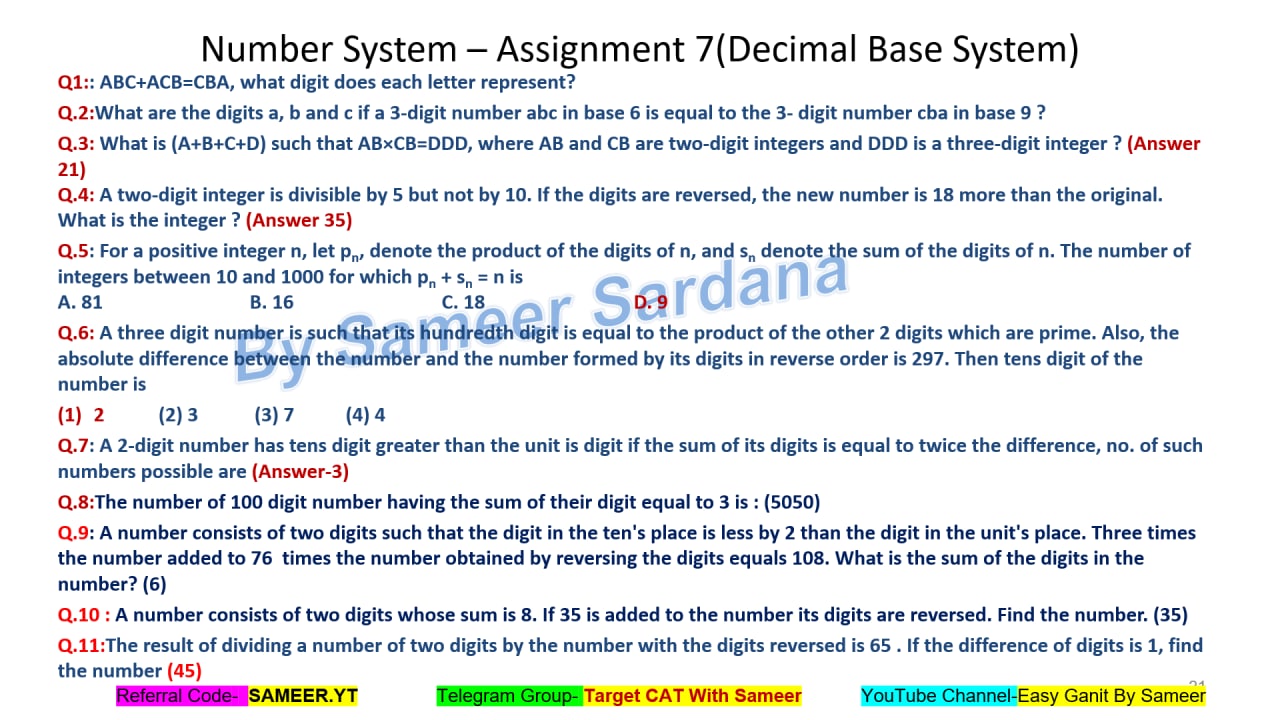 Number System – Assignment 7(Decimal Base System)
Q1:: ABC+ACB=CBA, what digit does each letter represent?
Q.2:What are the digits a, b and c if a 3-digit number abc in base 6 is equal to the 3- digit number cba in base 9 ?
Q.3: What is (A+B+C+D) such that AB×CB=DDD, where AB and CB are two-digit integers and DDD is a three-digit integer ? (Answer
21)
Q.4: A two-digit integer is divisible by 5 but not by 10. If the digits are reversed, the new number is 18 more than the original.
What is the integer ? (Answer 35)
Q.5: For a positive integer n, let pn, denote the product of the digits of n, and sn denote the sum of the digits of n. The number of
integers between 10 and 1000 for which pn + sn = n is
A. 81 B. 16 C. 18 D. 9
Q.6: A three digit number is such that its hundredth digit is equal to the product of the other 2 digits which are prime. Also, the
absolute difference between the number and the number formed by its digits in reverse order is 297. Then tens digit of the
number is
(1) 2 (2) 3 (3) 7 (4) 4
Q.7: A 2-digit number has tens digit greater than the unit is digit if the sum of its digits is equal to twice the difference, no. of such
numbers possible are (Answer-3)
Q.8:The number of 100 digit number having the sum of their digit equal to 3 is : (5050)
Q.9: A number consists of two digits such that the digit in the ten's place is less by 2 than the digit in the unit's place. Three times
the number added to 76 times the number obtained by reversing the digits equals 108. What is the sum of the digits in the
number? (6)
Q.10 : A number consists of two digits whose sum is 8. If 35 is added to the number its digits are reversed. Find the number. (35)
Q.11:The result of dividing a number of two digits by the number with the digits reversed is 65 . If the difference of digits is 1, find
the number (45)
By Sameer Sardana
Referral Code- SAMEER.YT Telegram Group- Target CAT With Sameer YouTube Channel-Easy Ganit By Sameer